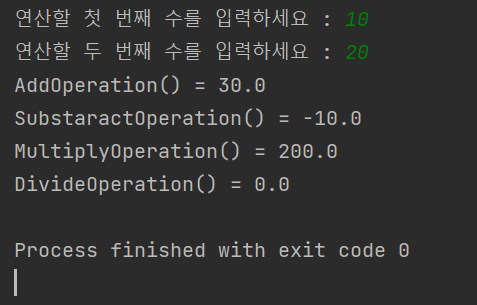 연산할 첫 번째 수를 입력하세요 : 10
연산할 두 번째 수를 입력하세요 : 20
AddOperation() = 30.0
SubstaractOperation() = -10.0
MultiplyOperation() = 200.0
DivideOperation() = 0.0
Process finished with exit code 0